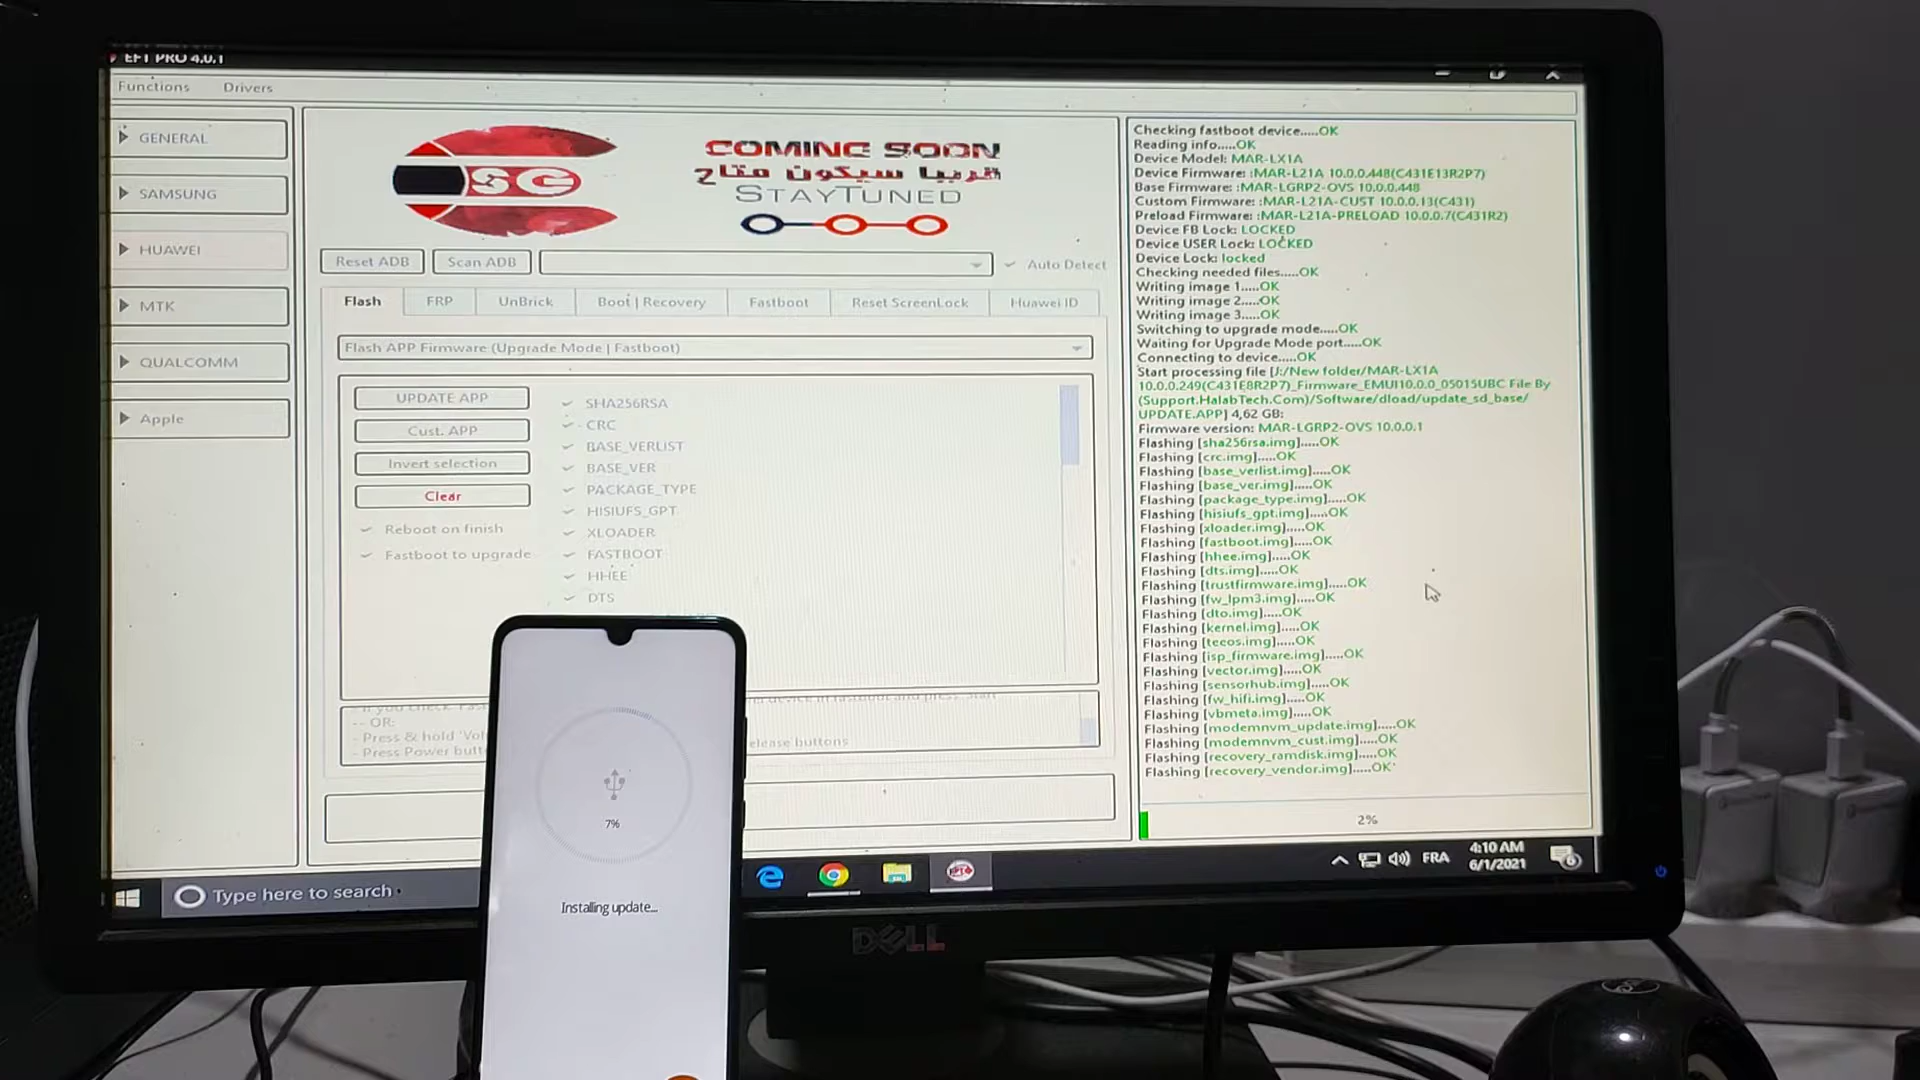 EFT PRO 4.0.1
Functions Drivers
GENERAL
SAMSUNG
HUAWEI
MTK
QUALCOMM
Apple
SC
COMING SOON
قريبا سيكون متاح
STAYTUNED
Reset ADB Scan ADB Auto Detect
Flash FRP UnBrick Boot | Recovery Fastboot Reset ScreenLock Huawei ID
Flash APP Firmware (Upgrade Mode | Fastboot)
UPDATE APP
Cust. APP
Invert selection
Clear
Reboot on finish
Fastboot to upgrade
SHA256RSA
CRC
BASE_VERLIST
BASE_VER
PACKAGE_TYPE
HISIUFS_GPT
XLOADER
FASTBOOT
HHEE
DTS
- If you check device in fastboot and press
-- OR:
- Press & hold 'Vol
- Press Power butt elease buttons
Checking fastboot device.....OK
Reading info.....OK
Device Model: MAR-LX1A
Device Firmware: :MAR-L21A 10.0.0.448(C431E13R2P7)
Base Firmware: :MAR-LGRP2-OVS 10.0.0.448
Custom Firmware: :MAR-L21A-CUST 10.0.0.13(C431)
Preload Firmware: :MAR-L21A-PRELOAD 10.0.0.7(C431R2)
Device FB Lock: LOCKED
Device USER Lock: LOCKED
Device Lock: locked
Checking needed files.....OK
Writing image 1.....OK
Writing image 2.....OK
Writing image 3.....OK
Switching to upgrade mode.....OK
Waiting for Upgrade Mode port.....OK
Connecting to device.....OK
Start processing file [J:/New folder/MAR-LX1A
10.0.0.249(C431E8R2P7)_Firmware_EMUI10.0.0_05015UBC File By
(Support.HalabTech.Com)/Software/dload/update_sd_base/
UPDATE.APP] 4,62 GB:
Firmware version: MAR-LGRP2-OVS 10.0.0.1
Flashing [sha256rsa.img].....OK
Flashing [crc.img].....OK
Flashing [base_verlist.img].....OK
Flashing [base_ver.img].....OK
Flashing [package_type.img].....OK
Flashing [hisiufs_gpt.img].....OK
Flashing [xloader.img].....OK
Flashing [fastboot.img].....OK
Flashing [hhee.img].....OK
Flashing [dts.img].....OK
Flashing [trustfirmware.img].....OK
Flashing [fw_lpm3.img].....OK
Flashing [dto.img].....OK
Flashing [kernel.img].....OK
Flashing [teeos.img].....OK
Flashing [isp_firmware.img].....OK
Flashing [vector.img].....OK
Flashing [sensorhub.img].....OK
Flashing [fw_hifi.img].....OK
Flashing [vbmeta.img].....OK
Flashing [modemnvm_update.img].....OK
Flashing [modemnvm_cust.img].....OK
Flashing [recovery_ramdisk.img].....OK
Flashing [recovery_vendor.img].....OK
2%
7%
Installing update...
Type here to search
FRA
4:10 AM
6/1/2021
6
DELL